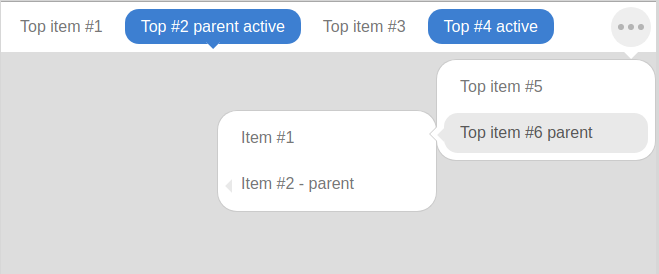 Top item #1
Top #2 parent active
Top item #3
Top #4 active
Top item #5
Top item #6 parent
Item #1
Item #2 - parent